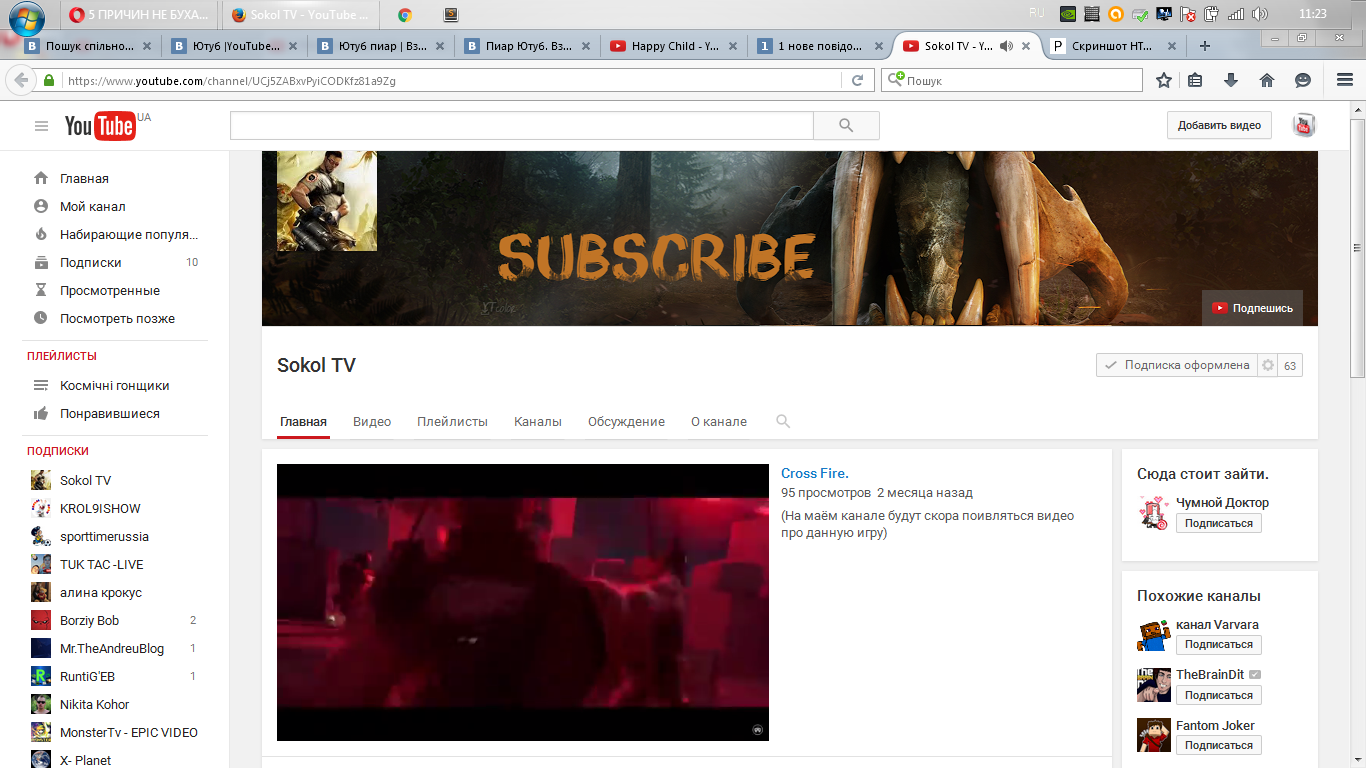 5 ПРИЧИН НЕ БУХА...
Sokol TV - YouTube ...
RU
11:23
Пошук спільно...
Ютуб |YouTube...
Ютуб пиар | Вз...
Пиар Ютуб. Вз...
Happy Child - Y...
1 нове повідо...
Sokol TV - Y...
Скриншот HT...
https://www.youtube.com/channel/UCj5ZABxvPyiCODKfz81a9Zg
Пошук
YouTube UA
Добавить видео
Главная
Мой канал
Набирающие популя...
Подписки 10
Просмотренные
Посмотреть позже
ПЛЕЙЛИСТЫ
Космічні гонщики
Понравившиеся
ПОДПИСКИ
Sokol TV
KROL9ISHOW
sporttimerussia
TUK TAC -LIVE
алина крокус
Borziy Bob 2
Mr.TheAndreuBlog 1
RuntiG'EB 1
Nikita Kohor
MonsterTv - EPIC VIDEO
X- Planet
SUBSCRIBE
Подпешись
Sokol TV
Подписка оформлена 63
Главная
Видео
Плейлисты
Каналы
Обсуждение
О канале
Cross Fire.
95 просмотров 2 месяца назад
(На маём канале будут скора поивляться видео
про данную игру)
Сюда стоит зайти.
Чумной Доктор
Подписаться
Похожие каналы
канал Varvara
Подписаться
TheBrainDit
Подписаться
Fantom Joker
Подписаться